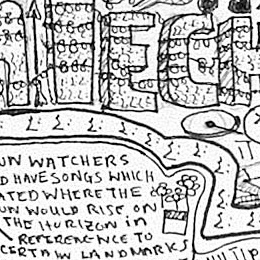 UN WATCHERS
D HAVE SONGS WHICH
ATED WHERE THE
UN WOULD RISE ON
THE HORIZON in
REFERENCE TO
CERTAIN LANDMARKS